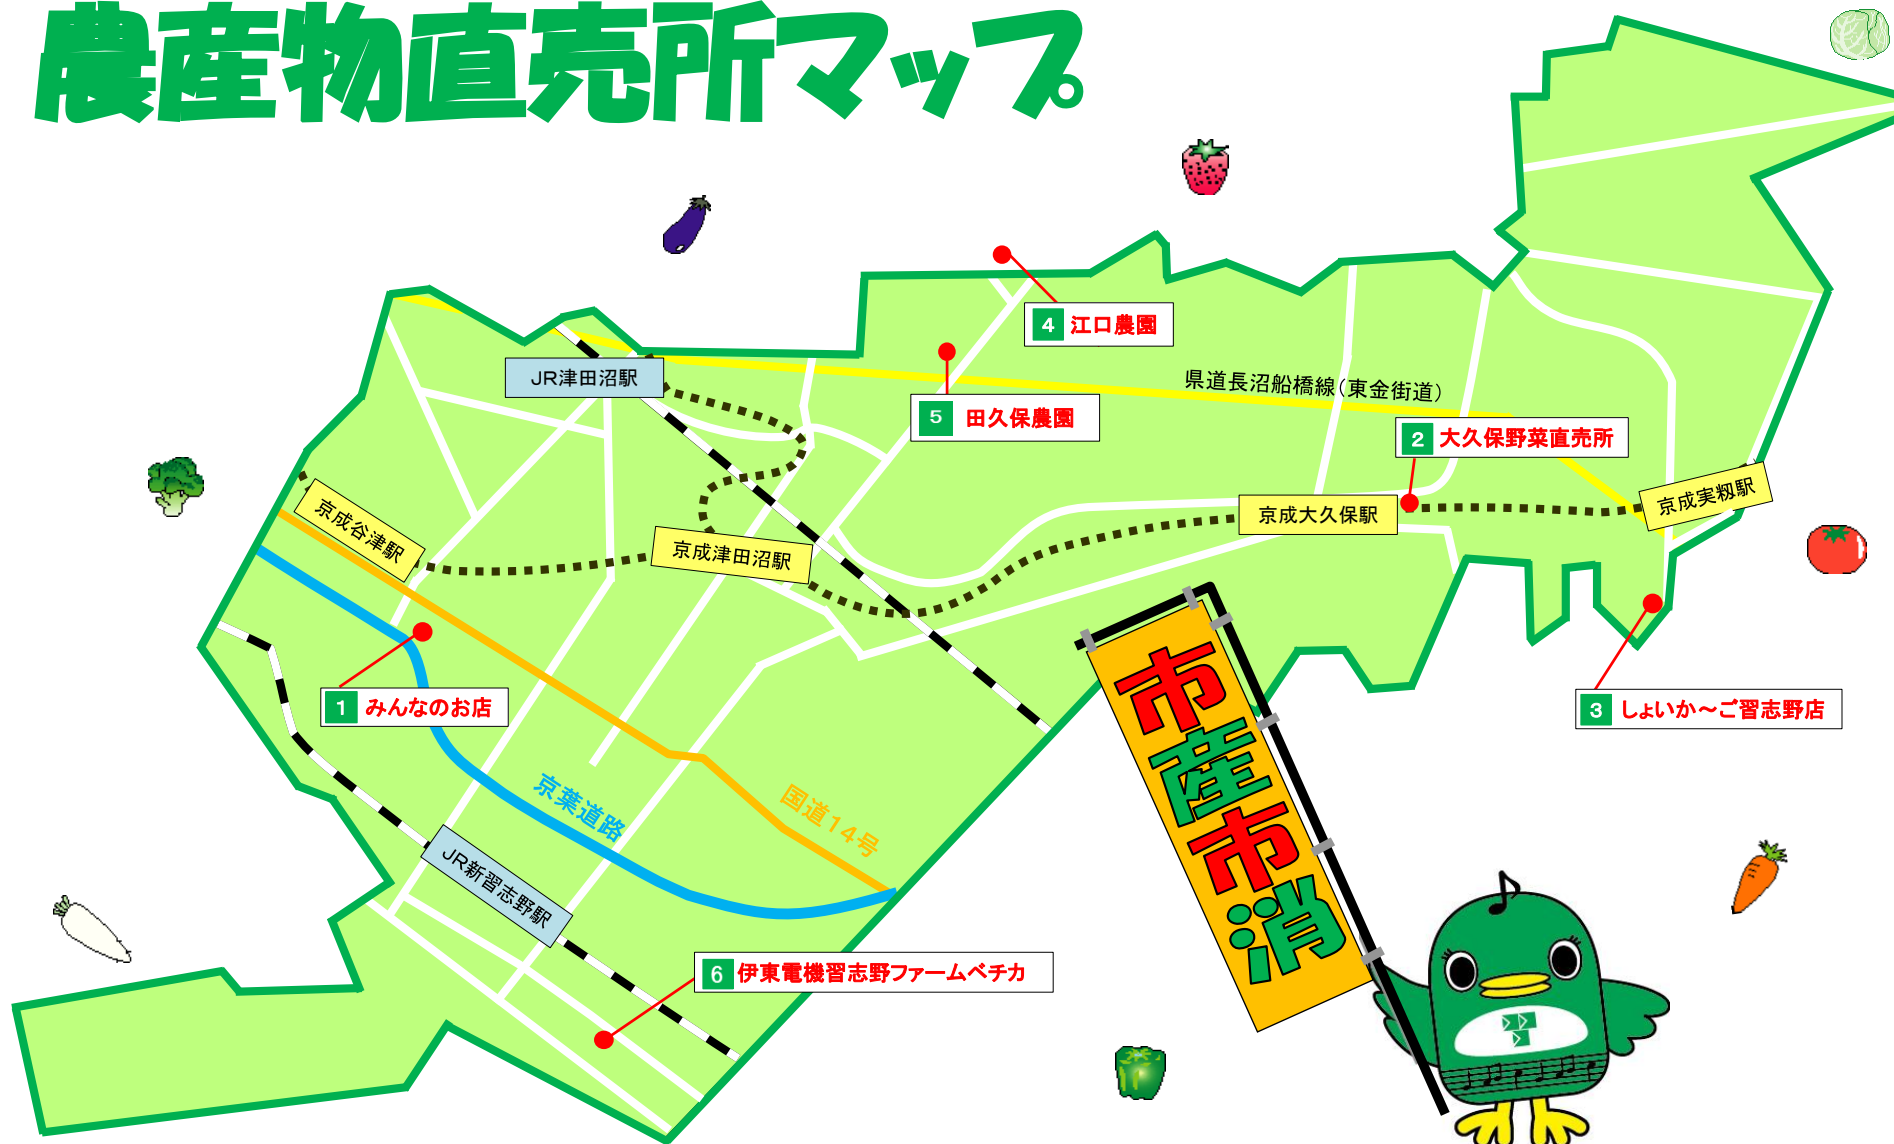 農産物直売所マップ
4 江口農園
JR津田沼駅
県道長沼船橋線(東金街道)
5 田久保農園
2 大久保野菜直売所
京成実籾駅
京成谷津駅
京成津田沼駅
京成大久保駅
1 みんなのお店
3 しょいか～ご習志野店
京葉道路
国道14号
JR新習志野駅
6 伊東電機習志野ファームベチカ
市産市消